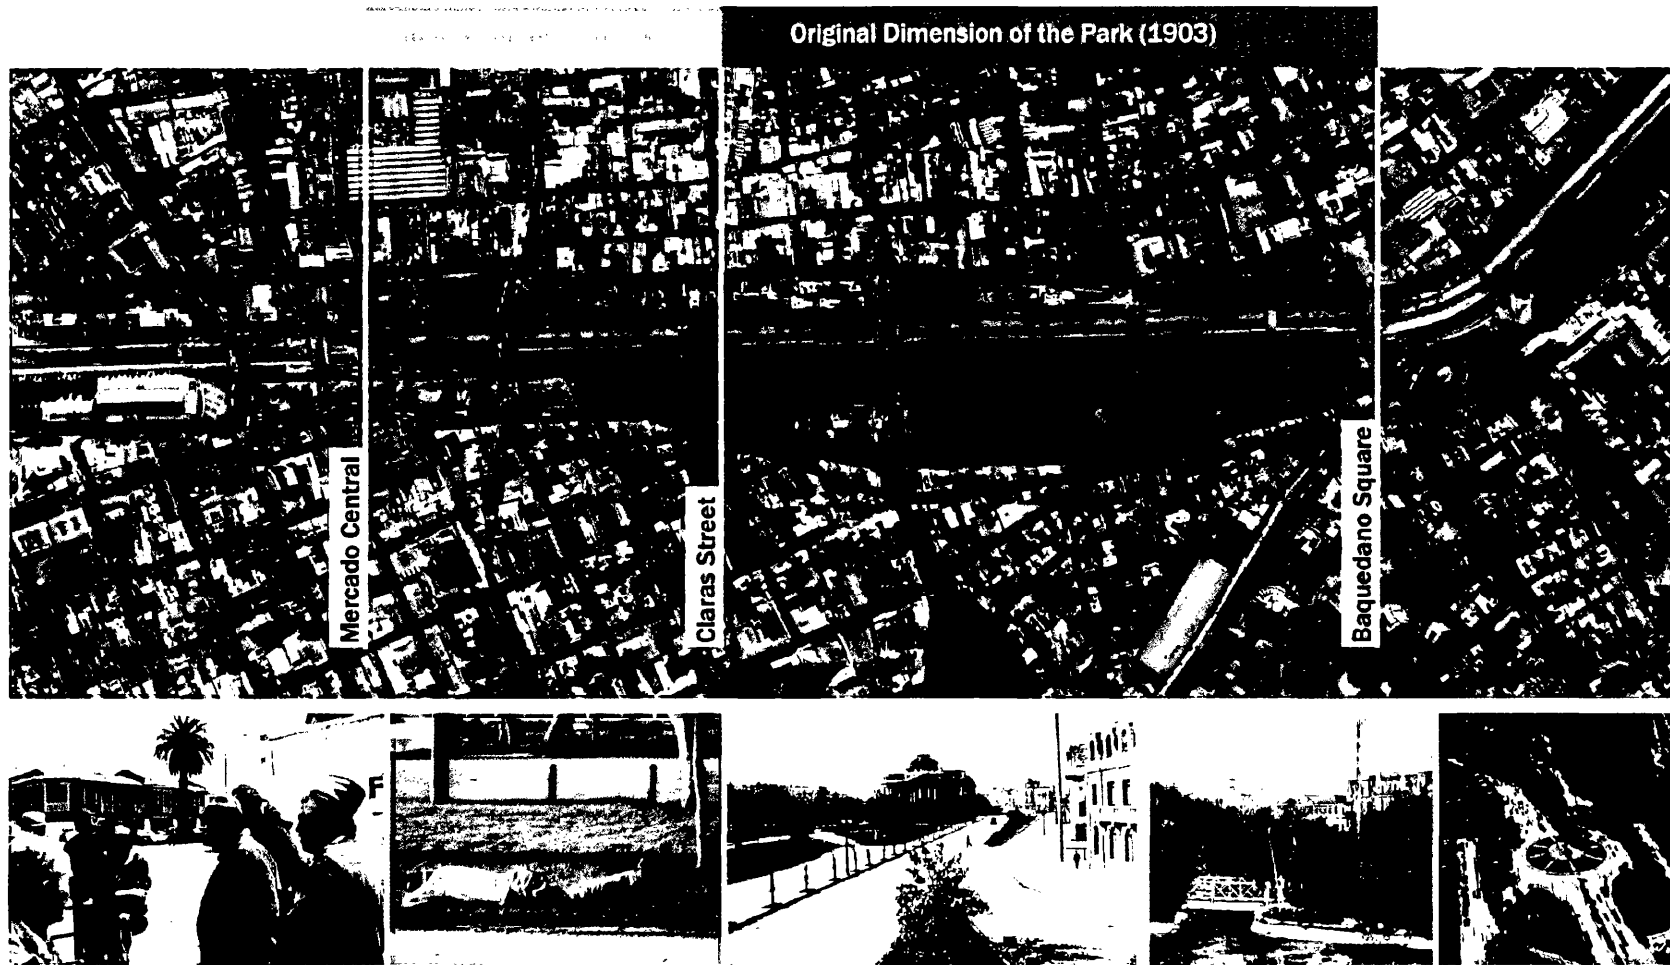 Original Dimension of the Park (1903)
Mercado Central
Claras Street
Baquedano Square
F